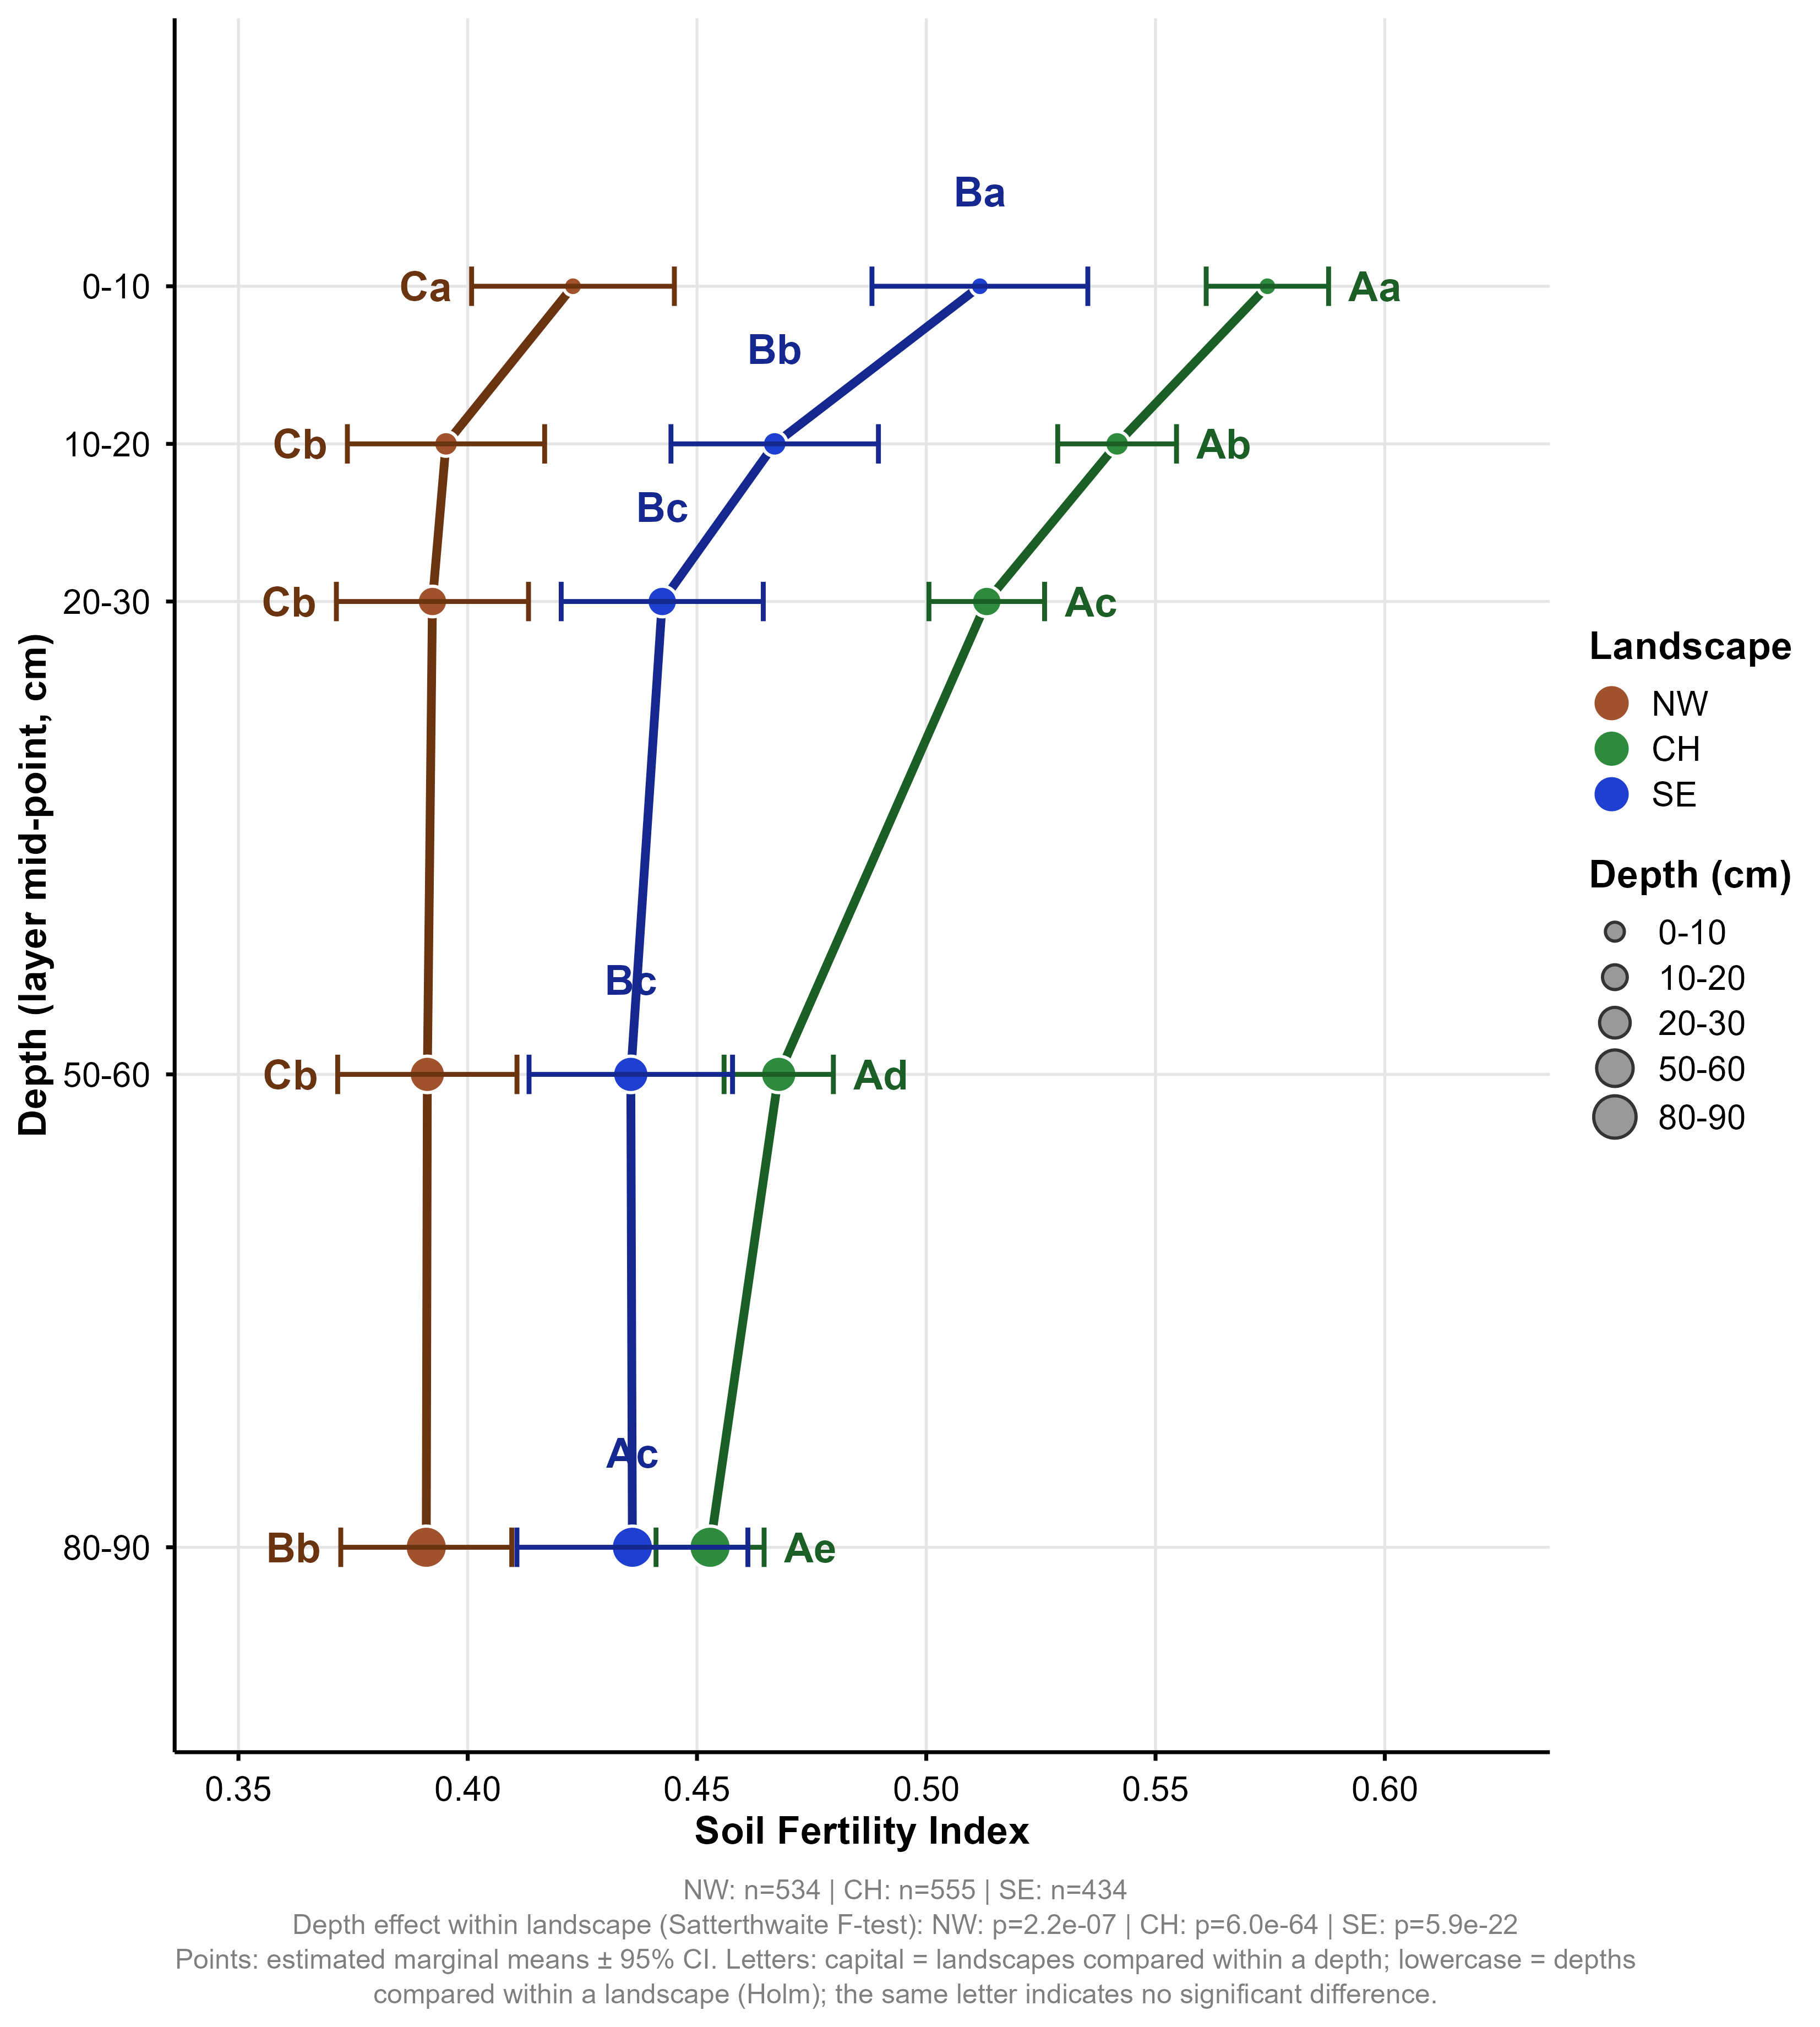 Ba
0-10
Ca
Aa
Bb
10-20
Cb
Ab
Bc
20-30
Cb
Ac
Landscape
NW
CH
SE
Depth (layer mid-point, cm)
Depth (cm)
0-10
10-20
20-30
50-60
80-90
Bc
50-60
Cb
Ad
Ac
80-90
Bb
Ae
0.35 0.40 0.45 0.50 0.55 0.60
Soil Fertility Index
NW: n=534 | CH: n=555 | SE: n=434
Depth effect within landscape (Satterthwaite F-test): NW: p=2.2e-07 | CH: p=6.0e-64 | SE: p=5.9e-22
Points: estimated marginal means ± 95% CI. Letters: capital = landscapes compared within a depth; lowercase = depths
compared within a landscape (Holm); the same letter indicates no significant difference.